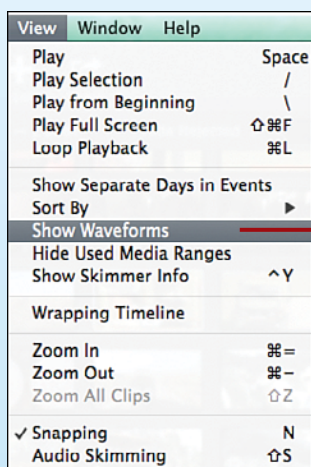 View Window Help
Play Space
Play Selection /
Play from Beginning \
Play Full Screen ⇧⌘F
Loop Playback ⌘L
Show Separate Days in Events
Sort By ▶
Show Waveforms
Hide Used Media Ranges
Show Skimmer Info ^Y
Wrapping Timeline
Zoom In ⌘=
Zoom Out ⌘−
Zoom All Clips ⇧Z
✓ Snapping N
Audio Skimming ⇧S